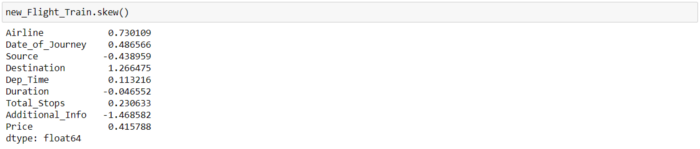 new_Flight_Train.skew()
Airline 0.730109
Date_of_Journey 0.486566
Source -0.438959
Destination 1.266475
Dep_Time 0.113216
Duration -0.046552
Total_Stops 0.230633
Additional_Info -1.468582
Price 0.415788
dtype: float64